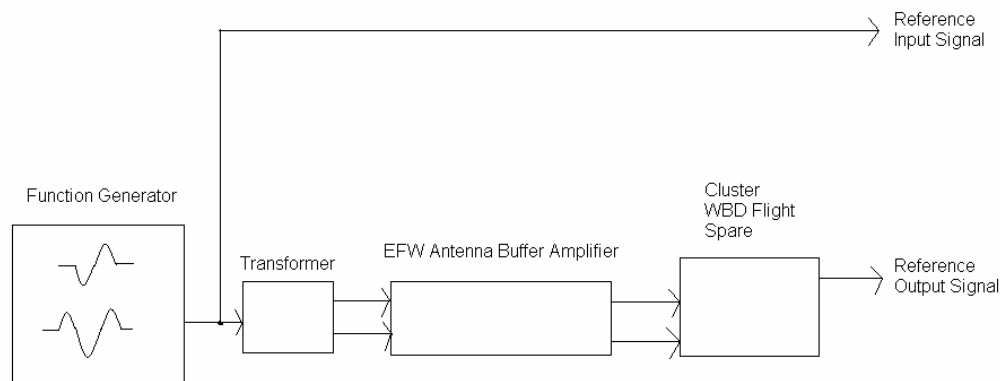 Reference
Input Signal
Function Generator
Transformer
EFW Antenna Buffer Amplifier
Cluster
WBD Flight
Spare
Reference
Output Signal